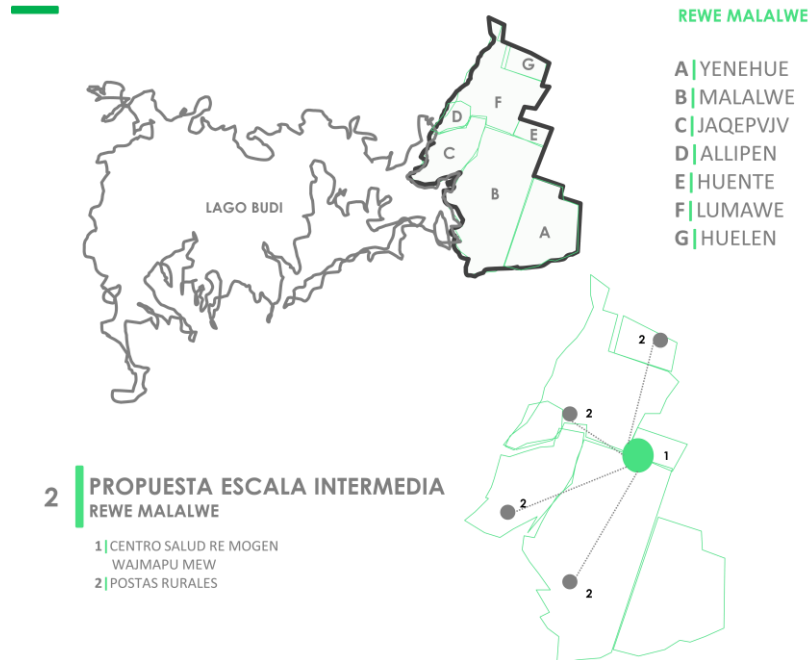 REWE MALALWE
A|YENEHUE
B|MALALWE
C|JAQEPVJV
D|ALLIPEN
E|HUENTE
F|LUMAWE
G|HUELEN
G
F
D
E
C
B
A
LAGO BUDI
2
2
1
2
2
2
PROPUESTA ESCALA INTERMEDIA
REWE MALALWE
1|CENTRO SALUD RE MOGEN
WAJMAPU MEW
2|POSTAS RURALES